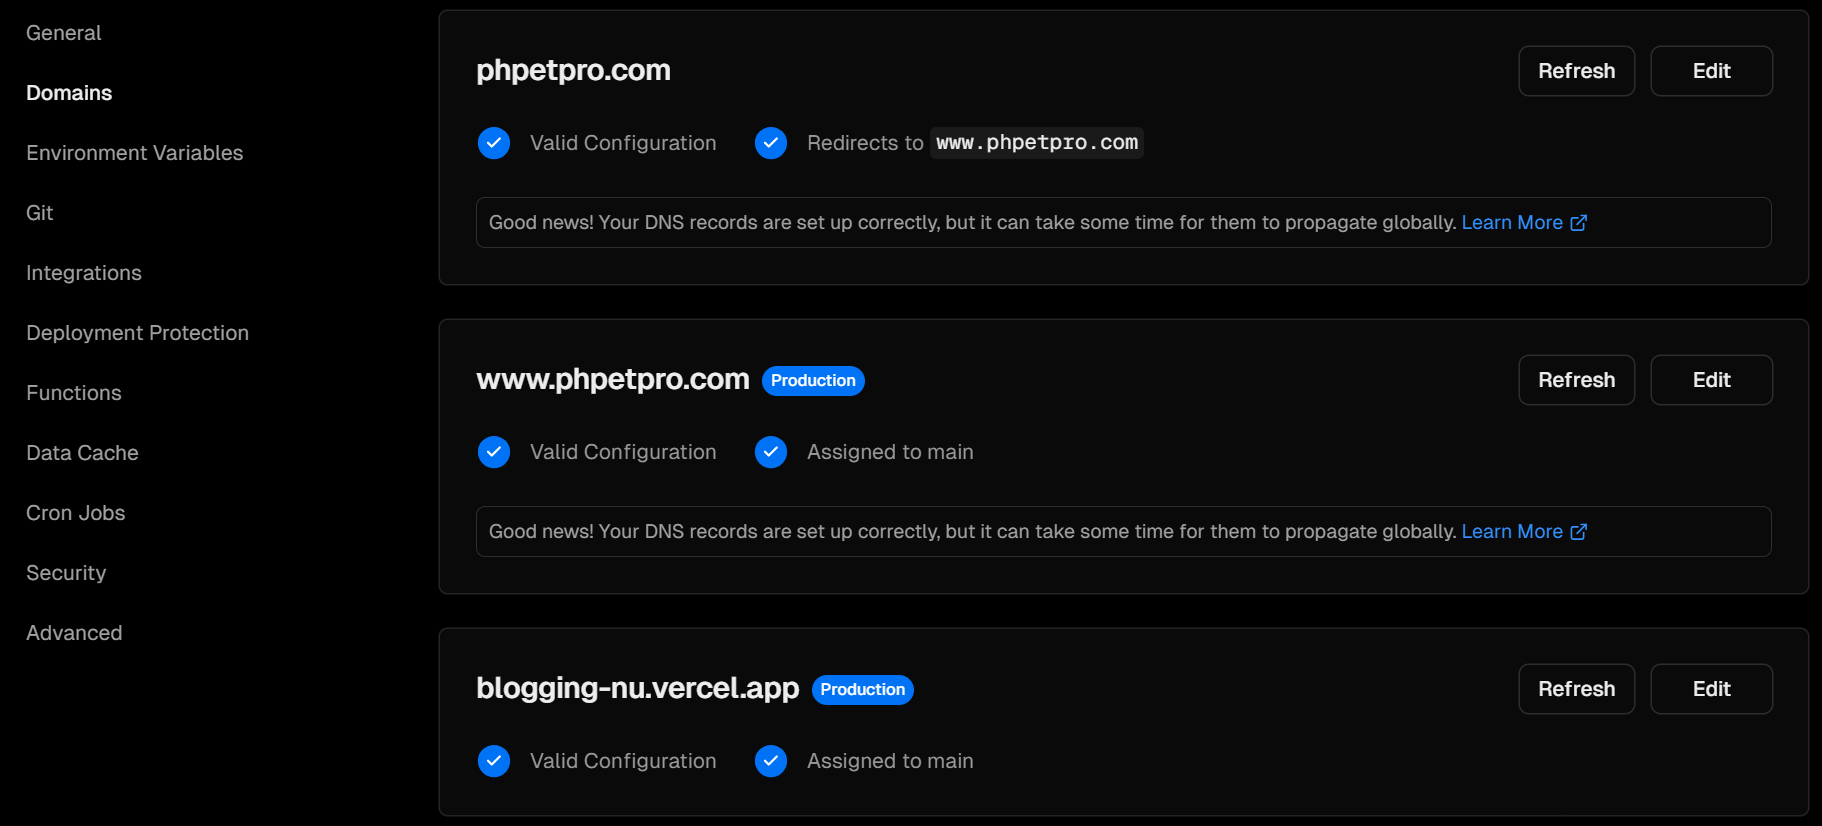 General
Domains
Environment Variables
Git
Integrations
Deployment Protection
Functions
Data Cache
Cron Jobs
Security
Advanced
phpetpro.com
Refresh
Edit
Valid Configuration
Redirects to www.phpetpro.com
Good news! Your DNS records are set up correctly, but it can take some time for them to propagate globally. Learn More
www.phpetpro.com Production
Refresh
Edit
Valid Configuration
Assigned to main
Good news! Your DNS records are set up correctly, but it can take some time for them to propagate globally. Learn More
blogging-nu.vercel.app Production
Refresh
Edit
Valid Configuration
Assigned to main